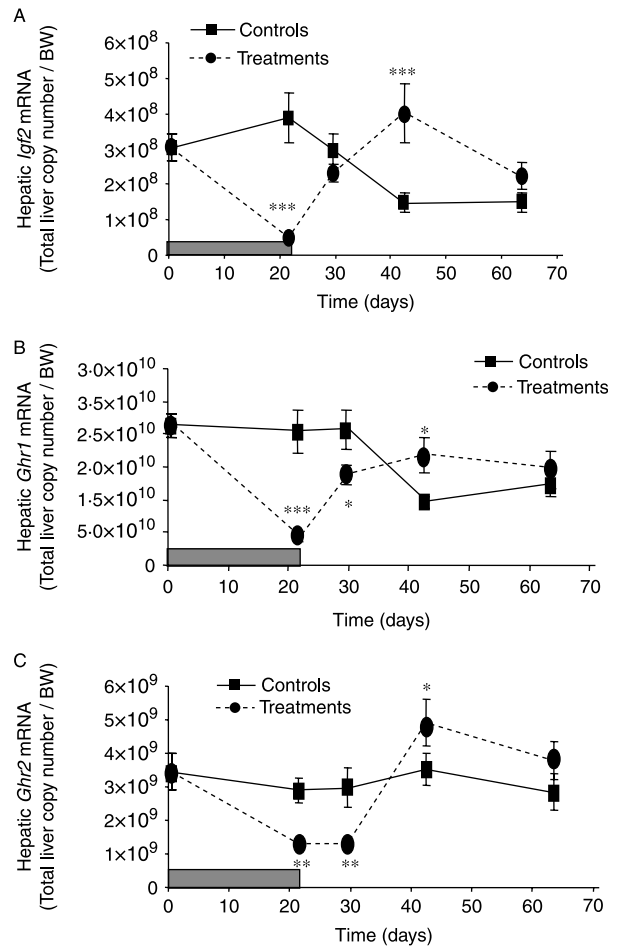 A
Controls
Treatments
Hepatic Igf2 mRNA
(Total liver copy number / BW)
6×10⁸
5×10⁸
4×10⁸
3×10⁸
2×10⁸
1×10⁸
0
***
***
0 10 20 30 40 50 60 70
Time (days)
B
Controls
Treatments
Hepatic Ghr1 mRNA
(Total liver copy number / BW)
3·0×10¹⁰
3·5×10¹⁰
2·5×10¹⁰
2·0×10¹⁰
1·5×10¹⁰
5·0×10¹⁰
0
*
***
*
0 10 20 30 40 50 60 70
Time (days)
C
Controls
Treatments
Hepatic Ghr2 mRNA
(Total liver copy number / BW)
6×10⁹
5×10⁹
4×10⁹
3×10⁹
2×10⁹
1×10⁹
0
*
** **
0 10 20 30 40 50 60 70
Time (days)